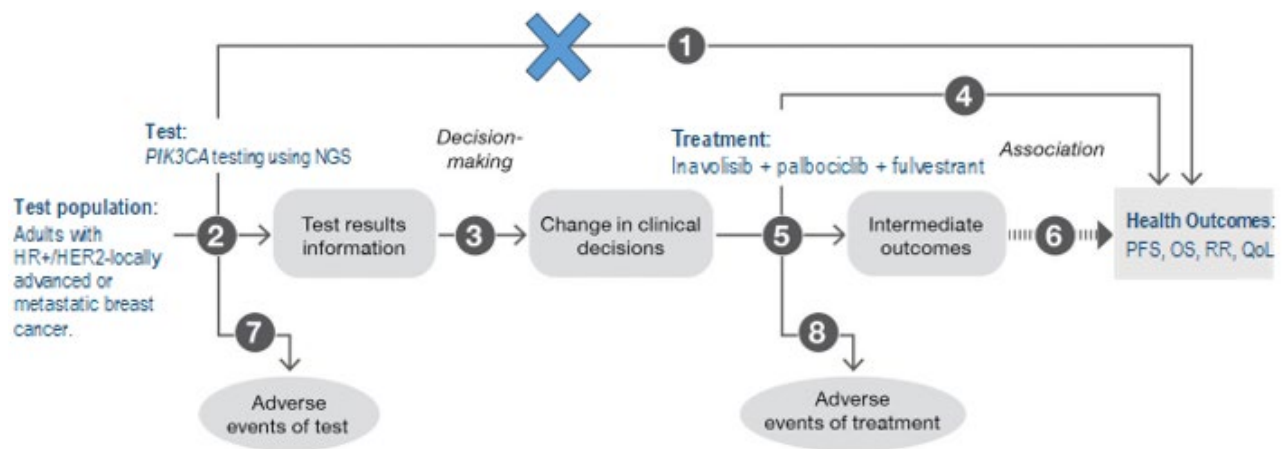 1
4
Test:
PIK3CA testing using NGS
Decision-
making
Treatment:
Inavolisib + palbociclib + fulvestrant
Association
Test population:
Adults with
HR+/HER2-locally
advanced or
metastatic breast
cancer.
2
Test results
information
3
Change in clinical
decisions
5
Intermediate
outcomes
6
Health Outcomes:
PFS, OS, RR, QoL
7
8
Adverse
events of test
Adverse
events of treatment